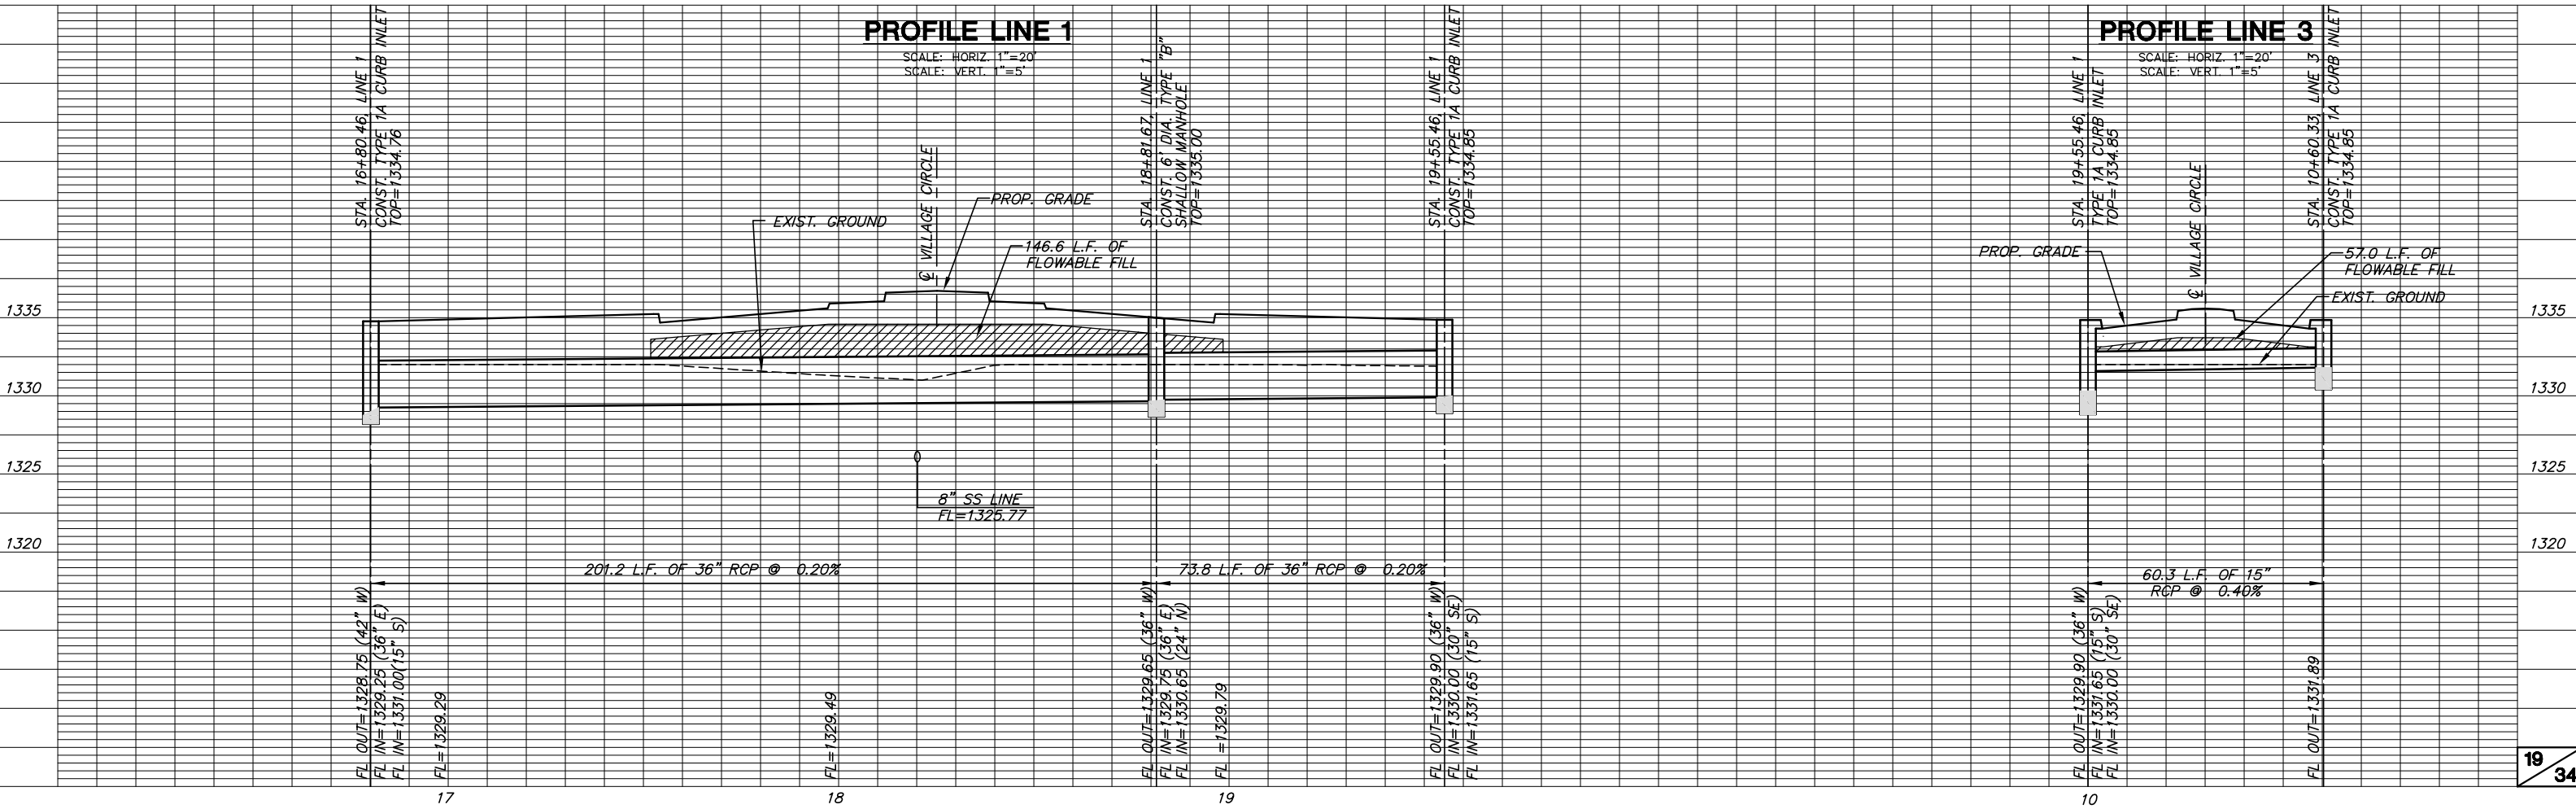 PROFILE LINE 1
SCALE: HORIZ. 1"=20'
SCALE: VERT. 1"=5'
STA. 16+80.46, LINE 1
CONST. TYPE 1A CURB INLET
TOP=1334.76
EXIST. GROUND
℄ VILLAGE CIRCLE
PROP. GRADE
146.6 L.F. OF
FLOWABLE FILL
STA. 18+81.67, LINE 1
CONST. 6' DIA. TYPE "B"
SHALLOW MANHOLE
TOP=1335.00
STA. 19+55.46, LINE 1
CONST. TYPE 1A CURB INLET
TOP=1334.85
8" SS LINE
FL=1325.77
201.2 L.F. OF 36" RCP @ 0.20%
73.8 L.F. OF 36" RCP @ 0.20%
FL OUT=1328.75 (42" W)
FL IN=1329.25 (36" E)
FL IN=1331.00(15" S)
FL=1329.29
FL=1329.49
FL OUT=1329.65 (36" W)
FL IN=1329.75 (36" E)
FL IN=1330.65 (24" N)
FL =1329.79
FL OUT=1329.90 (36" W)
FL IN=1330.00 (30" SE)
FL IN=1331.65 (15" S)
1335
1330
1325
1320
17
18
19
PROFILE LINE 3
SCALE: HORIZ. 1"=20'
SCALE: VERT. 1"=5'
STA. 19+55.46, LINE 1
TYPE 1A CURB INLET
TOP=1334.85
PROP. GRADE
℄ VILLAGE CIRCLE
STA. 10+60.33, LINE 3
CONST. TYPE 1A CURB INLET
TOP=1334.85
57.0 L.F. OF
FLOWABLE FILL
EXIST. GROUND
60.3 L.F. OF 15"
RCP @ 0.40%
FL OUT=1329.90 (36" W)
FL IN=1331.65 (15" S)
FL IN=1330.00 (30" SE)
FL OUT=1331.89
1335
1330
1325
1320
10
19
34